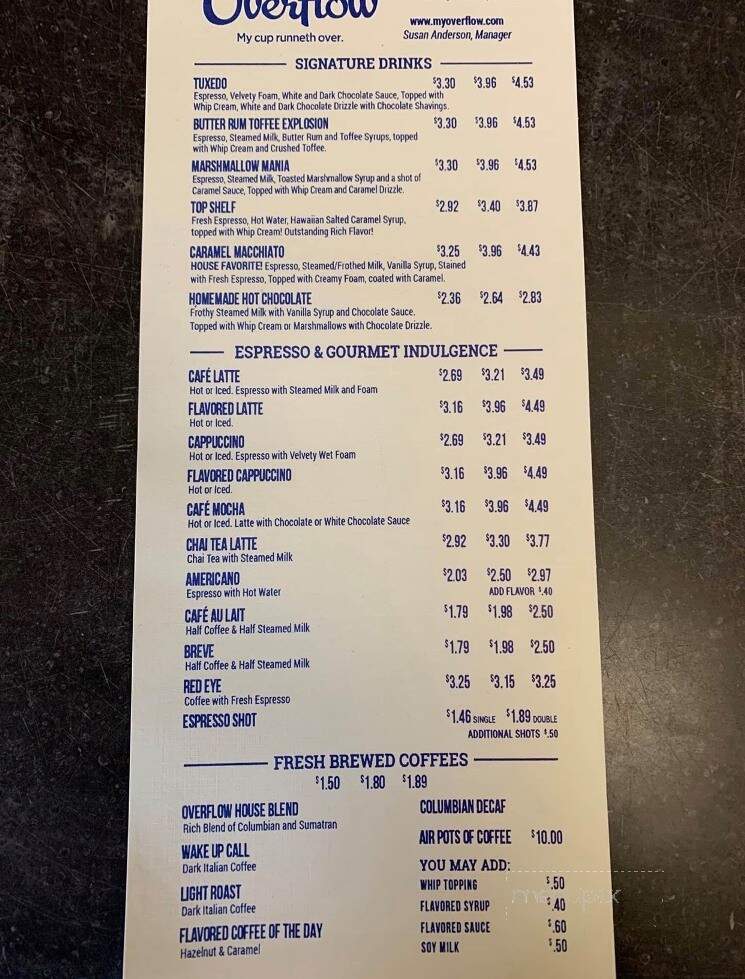 Overflow
My cup runneth over.
www.myoverflow.com
Susan Anderson, Manager
SIGNATURE DRINKS
TUXEDO $3.30 $3.96 $4.53
Espresso, Velvety Foam, White and Dark Chocolate Sauce, Topped with
Whip Cream, White and Dark Chocolate Drizzle with Chocolate Shavings.
BUTTER RUM TOFFEE EXPLOSION $3.30 $3.96 $4.53
Espresso, Steamed Milk, Butter Rum and Toffee Syrups, topped
with Whip Cream and Crushed Toffee.
MARSHMALLOW MANIA $3.30 $3.96 $4.53
Espresso, Steamed Milk, Toasted Marshmallow Syrup and a shot of
Caramel Sauce, Topped with Whip Cream and Caramel Drizzle.
TOP SHELF $2.92 $3.40 $3.87
Fresh Espresso, Hot Water, Hawaiian Salted Caramel Syrup,
topped with Whip Cream! Outstanding Rich Flavor!
CARAMEL MACCHIATO $3.25 $3.96 $4.43
HOUSE FAVORITE! Espresso, Steamed/Frothed Milk, Vanilla Syrup, Stained
with Fresh Espresso, Topped with Creamy Foam, coated with Caramel.
HOMEMADE HOT CHOCOLATE $2.36 $2.64 $2.83
Frothy Steamed Milk with Vanilla Syrup and Chocolate Sauce.
Topped with Whip Cream or Marshmallows with Chocolate Drizzle.
ESPRESSO & GOURMET INDULGENCE
CAFÉ LATTE $2.69 $3.21 $3.49
Hot or Iced. Espresso with Steamed Milk and Foam
FLAVORED LATTE $3.16 $3.96 $4.49
Hot or Iced.
CAPPUCCINO $2.69 $3.21 $3.49
Hot or Iced. Espresso with Velvety Wet Foam
FLAVORED CAPPUCCINO $3.16 $3.96 $4.49
Hot or Iced.
CAFÉ MOCHA $3.16 $3.96 $4.49
Hot or Iced. Latte with Chocolate or White Chocolate Sauce
CHAI TEA LATTE $2.92 $3.30 $3.77
Chai Tea with Steamed Milk
AMERICANO $2.03 $2.50 $2.97
Espresso with Hot Water ADD FLAVOR $.40
CAFÉ AU LAIT $1.79 $1.98 $2.50
Half Coffee & Half Steamed Milk
BREVE $1.79 $1.98 $2.50
Half Coffee & Half Steamed Milk
RED EYE $3.25 $3.15 $3.25
Coffee with Fresh Espresso
ESPRESSO SHOT $1.46 SINGLE $1.89 DOUBLE
ADDITIONAL SHOTS $.50
FRESH BREWED COFFEES
$1.50 $1.80 $1.89
OVERFLOW HOUSE BLEND
Rich Blend of Columbian and Sumatran
WAKE UP CALL
Dark Italian Coffee
LIGHT ROAST
Dark Italian Coffee
FLAVORED COFFEE OF THE DAY
Hazelnut & Caramel
COLUMBIAN DECAF
AIR POTS OF COFFEE $10.00
YOU MAY ADD:
WHIP TOPPING $.50
FLAVORED SYRUP $.40
FLAVORED SAUCE $.60
SOY MILK $.50